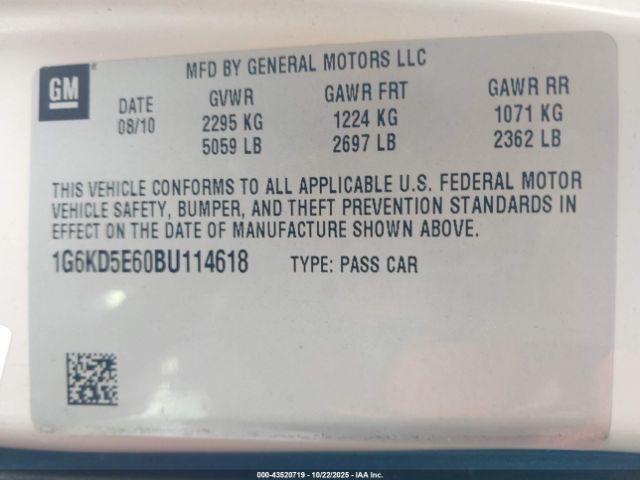 GM ®
MFD BY GENERAL MOTORS LLC
DATE GVWR GAWR FRT GAWR RR
08/10 2295 KG 1224 KG 1071 KG
5059 LB 2697 LB 2362 LB
THIS VEHICLE CONFORMS TO ALL APPLICABLE U.S. FEDERAL MOTOR
VEHICLE SAFETY, BUMPER, AND THEFT PREVENTION STANDARDS IN
EFFECT ON THE DATE OF MANUFACTURE SHOWN ABOVE.
1G6KD5E60BU114618 TYPE: PASS CAR
000-43520719 - 10/22/2025 - IAA Inc.